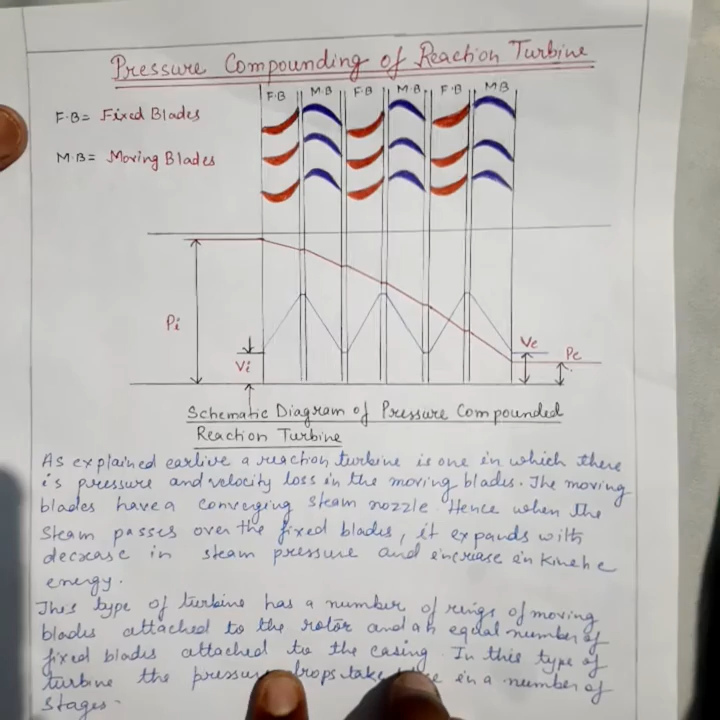 Pressure Compounding of Reaction Turbine
F.B M.B F.B M.B F.B M.B
F.B = Fixed Blades
M.B = Moving Blades
Pi
Vi
Ve
Pe
Schematic Diagram of Pressure Compounded
Reaction Turbine
As explained earlive a reaction turbine is one in which there
is pressure and velocity loss in the moving blades. The moving
blades have a converging steam nozzle. Hence when the
steam passes over the fixed blades, it expands with
decrease in steam pressure and increase in kinetic
energy.
This type of turbine has a number of rings of moving
blades attached to the rotor and an equal number of
fixed blades attached to the casing. In this type of
turbine the pressure drops take in a number of
stages.